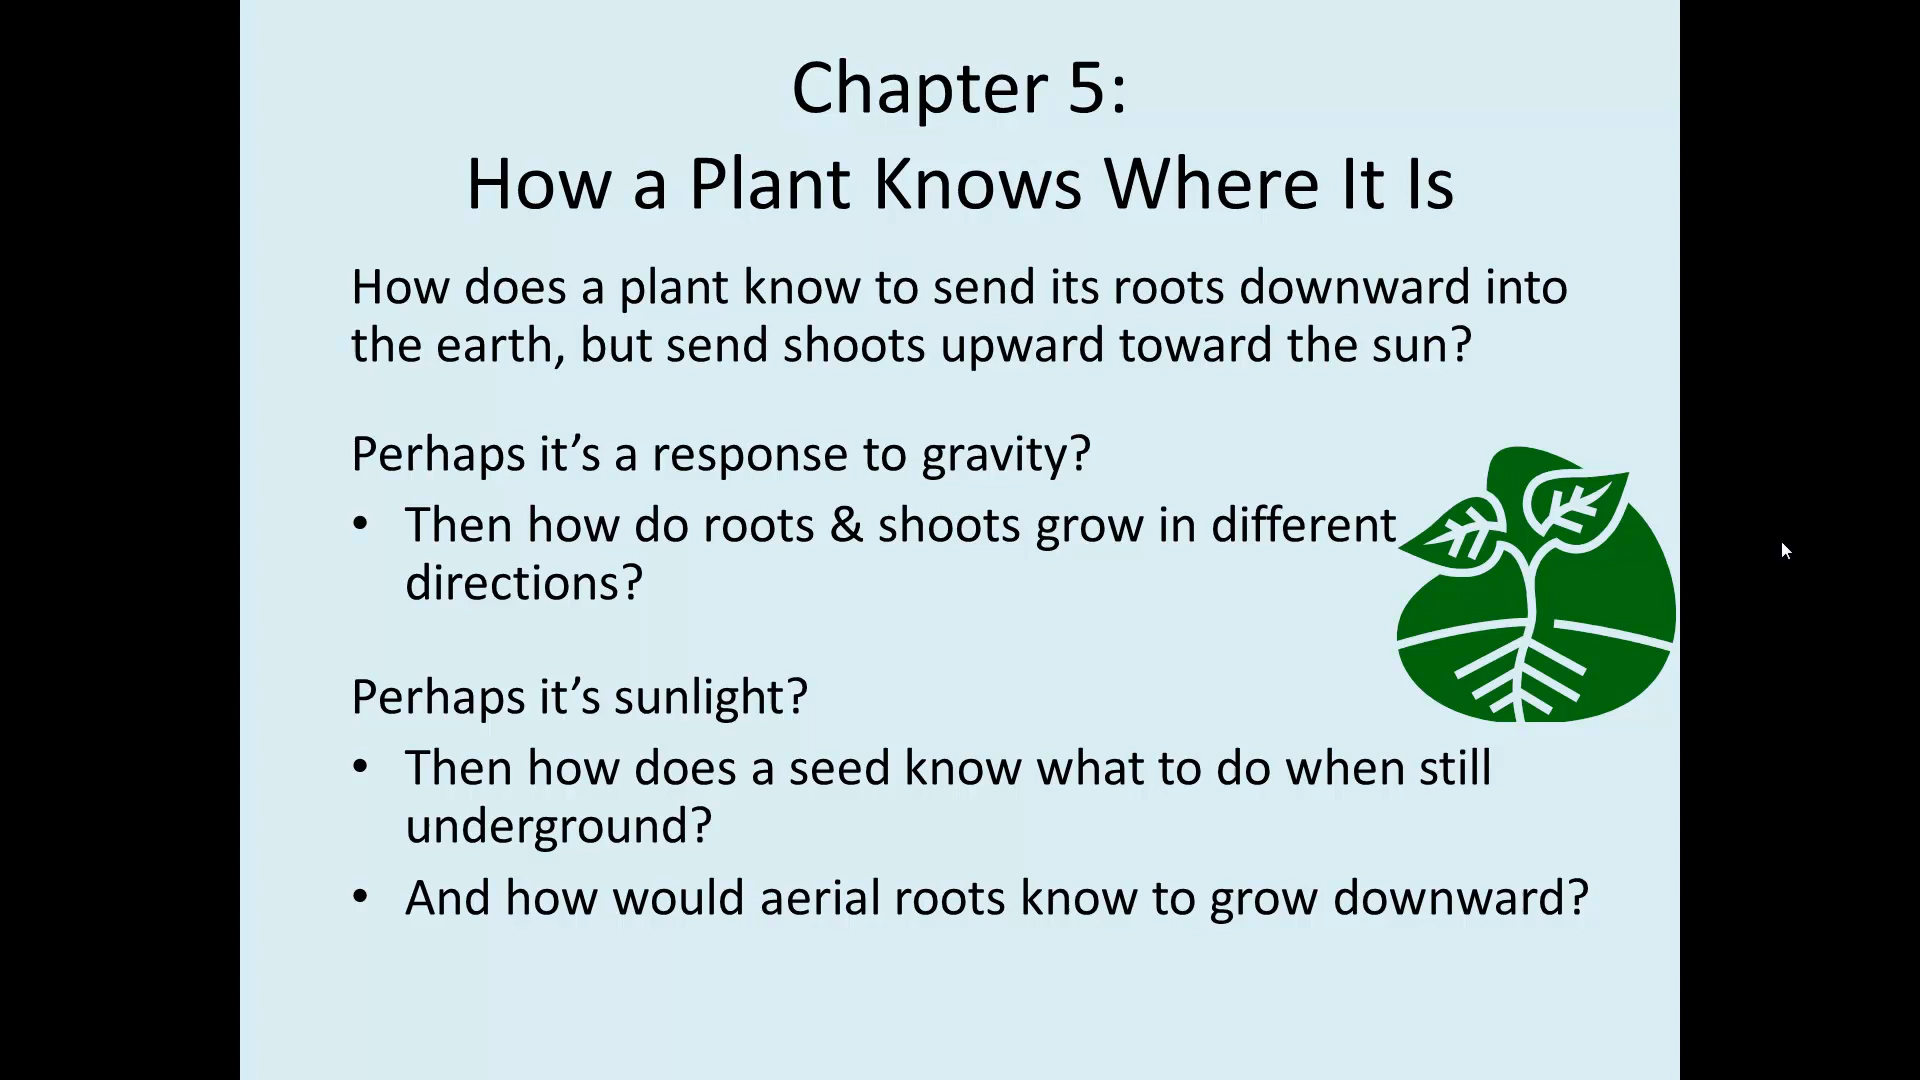 Chapter 5:
How a Plant Knows Where It Is
How does a plant know to send its roots downward into
the earth, but send shoots upward toward the sun?
Perhaps it’s a response to gravity?
• Then how do roots & shoots grow in different
directions?
Perhaps it’s sunlight?
• Then how does a seed know what to do when still
underground?
• And how would aerial roots know to grow downward?